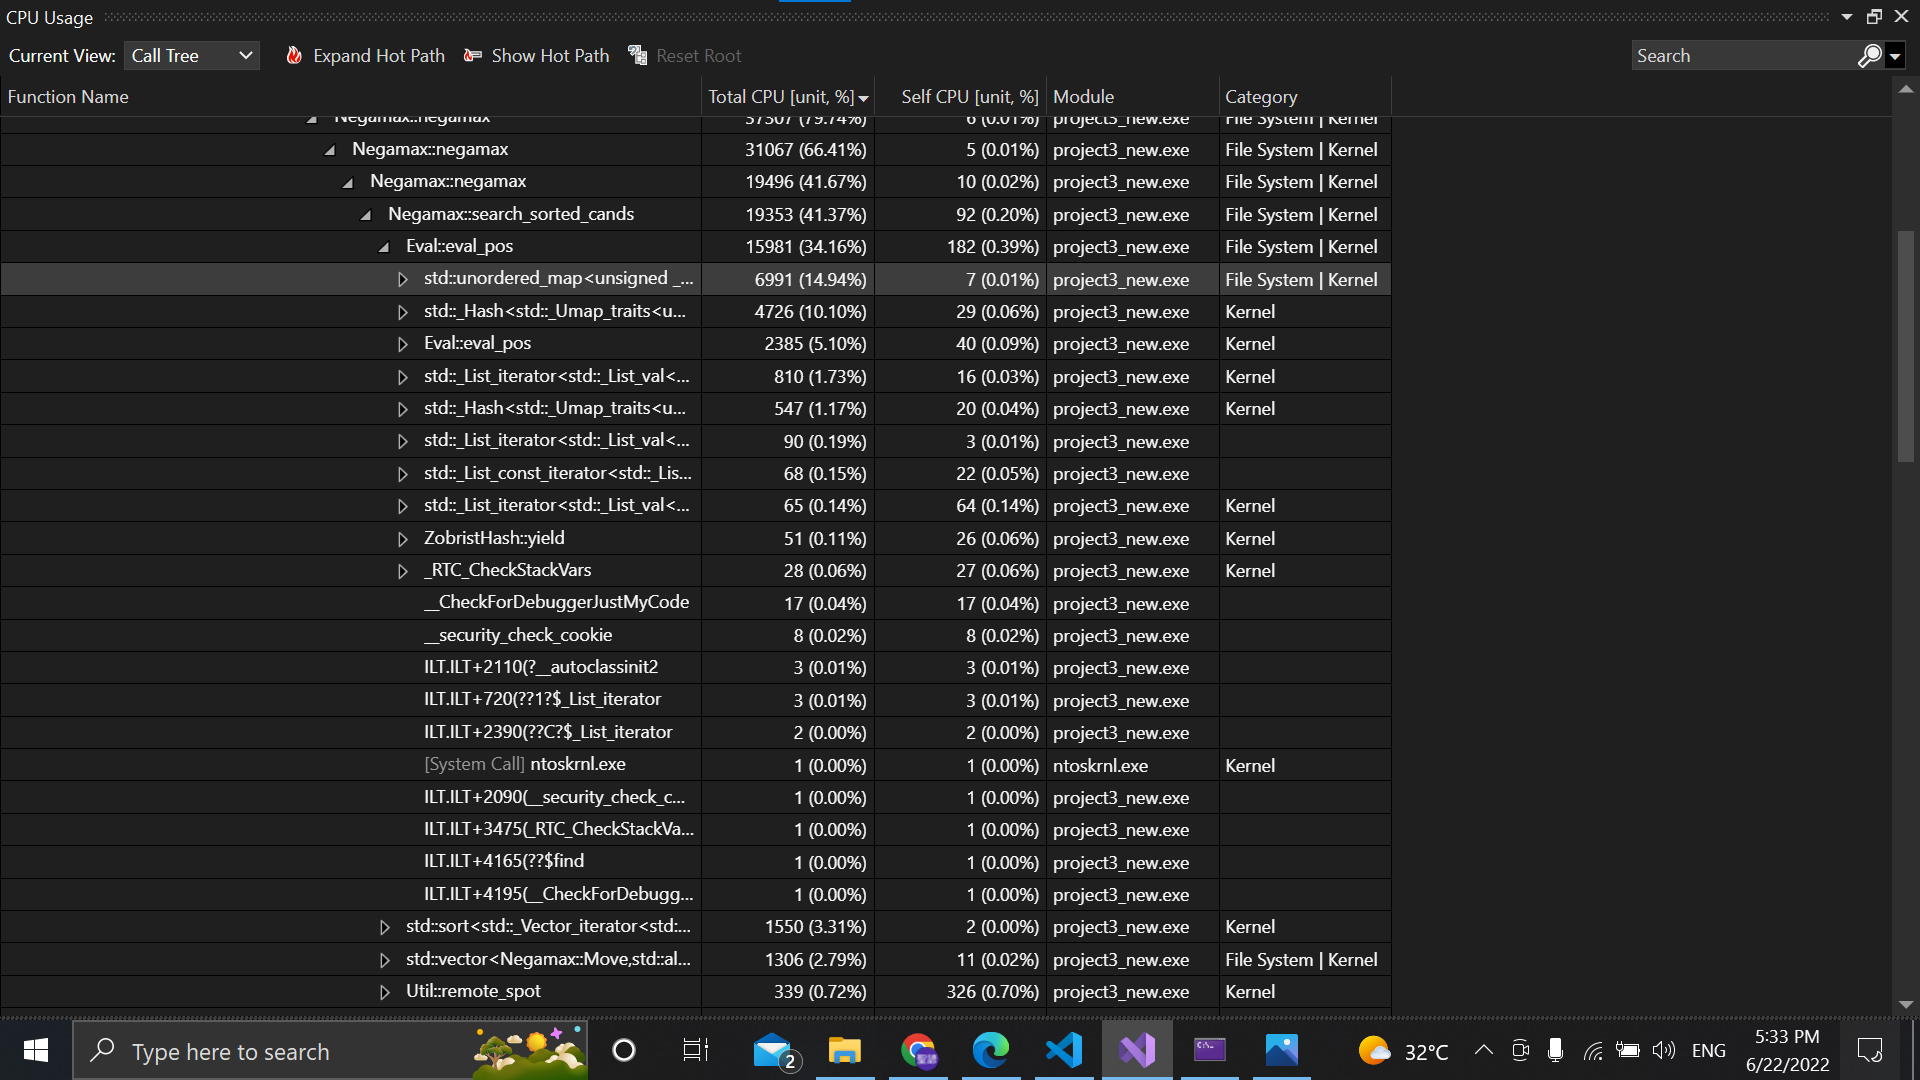 CPU Usage
Current View: Call Tree Expand Hot Path Show Hot Path Reset Root Search
Function Name Total CPU [unit, %] Self CPU [unit, %] Module Category
Negamax::negamax 37307 (79.74%) 6 (0.01%) project3_new.exe File System | Kernel
Negamax::negamax 31067 (66.41%) 5 (0.01%) project3_new.exe File System | Kernel
Negamax::negamax 19496 (41.67%) 10 (0.02%) project3_new.exe File System | Kernel
Negamax::search_sorted_cands 19353 (41.37%) 92 (0.20%) project3_new.exe File System | Kernel
Eval::eval_pos 15981 (34.16%) 182 (0.39%) project3_new.exe File System | Kernel
std::unordered_map<unsigned _... 6991 (14.94%) 7 (0.01%) project3_new.exe File System | Kernel
std::_Hash<std::_Umap_traits<u... 4726 (10.10%) 29 (0.06%) project3_new.exe Kernel
Eval::eval_pos 2385 (5.10%) 40 (0.09%) project3_new.exe Kernel
std::_List_iterator<std::_List_val<... 810 (1.73%) 16 (0.03%) project3_new.exe Kernel
std::_Hash<std::_Umap_traits<u... 547 (1.17%) 20 (0.04%) project3_new.exe Kernel
std::_List_iterator<std::_List_val<... 90 (0.19%) 3 (0.01%) project3_new.exe
std::_List_const_iterator<std::_Lis... 68 (0.15%) 22 (0.05%) project3_new.exe
std::_List_iterator<std::_List_val<... 65 (0.14%) 64 (0.14%) project3_new.exe Kernel
ZobristHash::yield 51 (0.11%) 26 (0.06%) project3_new.exe Kernel
_RTC_CheckStackVars 28 (0.06%) 27 (0.06%) project3_new.exe Kernel
__CheckForDebuggerJustMyCode 17 (0.04%) 17 (0.04%) project3_new.exe
__security_check_cookie 8 (0.02%) 8 (0.02%) project3_new.exe
ILT.ILT+2110(?__autoclassinit2 3 (0.01%) 3 (0.01%) project3_new.exe
ILT.ILT+720(??1?$_List_iterator 3 (0.01%) 3 (0.01%) project3_new.exe
ILT.ILT+2390(??C?$_List_iterator 2 (0.00%) 2 (0.00%) project3_new.exe
[System Call] ntoskrnl.exe 1 (0.00%) 1 (0.00%) ntoskrnl.exe Kernel
ILT.ILT+2090(__security_check_c... 1 (0.00%) 1 (0.00%) project3_new.exe
ILT.ILT+3475(_RTC_CheckStackVa... 1 (0.00%) 1 (0.00%) project3_new.exe
ILT.ILT+4165(??$find 1 (0.00%) 1 (0.00%) project3_new.exe
ILT.ILT+4195(__CheckForDebugg... 1 (0.00%) 1 (0.00%) project3_new.exe
std::sort<std::_Vector_iterator<std:... 1550 (3.31%) 2 (0.00%) project3_new.exe Kernel
std::vector<Negamax::Move,std::al... 1306 (2.79%) 11 (0.02%) project3_new.exe File System | Kernel
Util::remote_spot 339 (0.72%) 326 (0.70%) project3_new.exe Kernel
Type here to search 2 32°C ENG 5:33 PM
6/22/2022